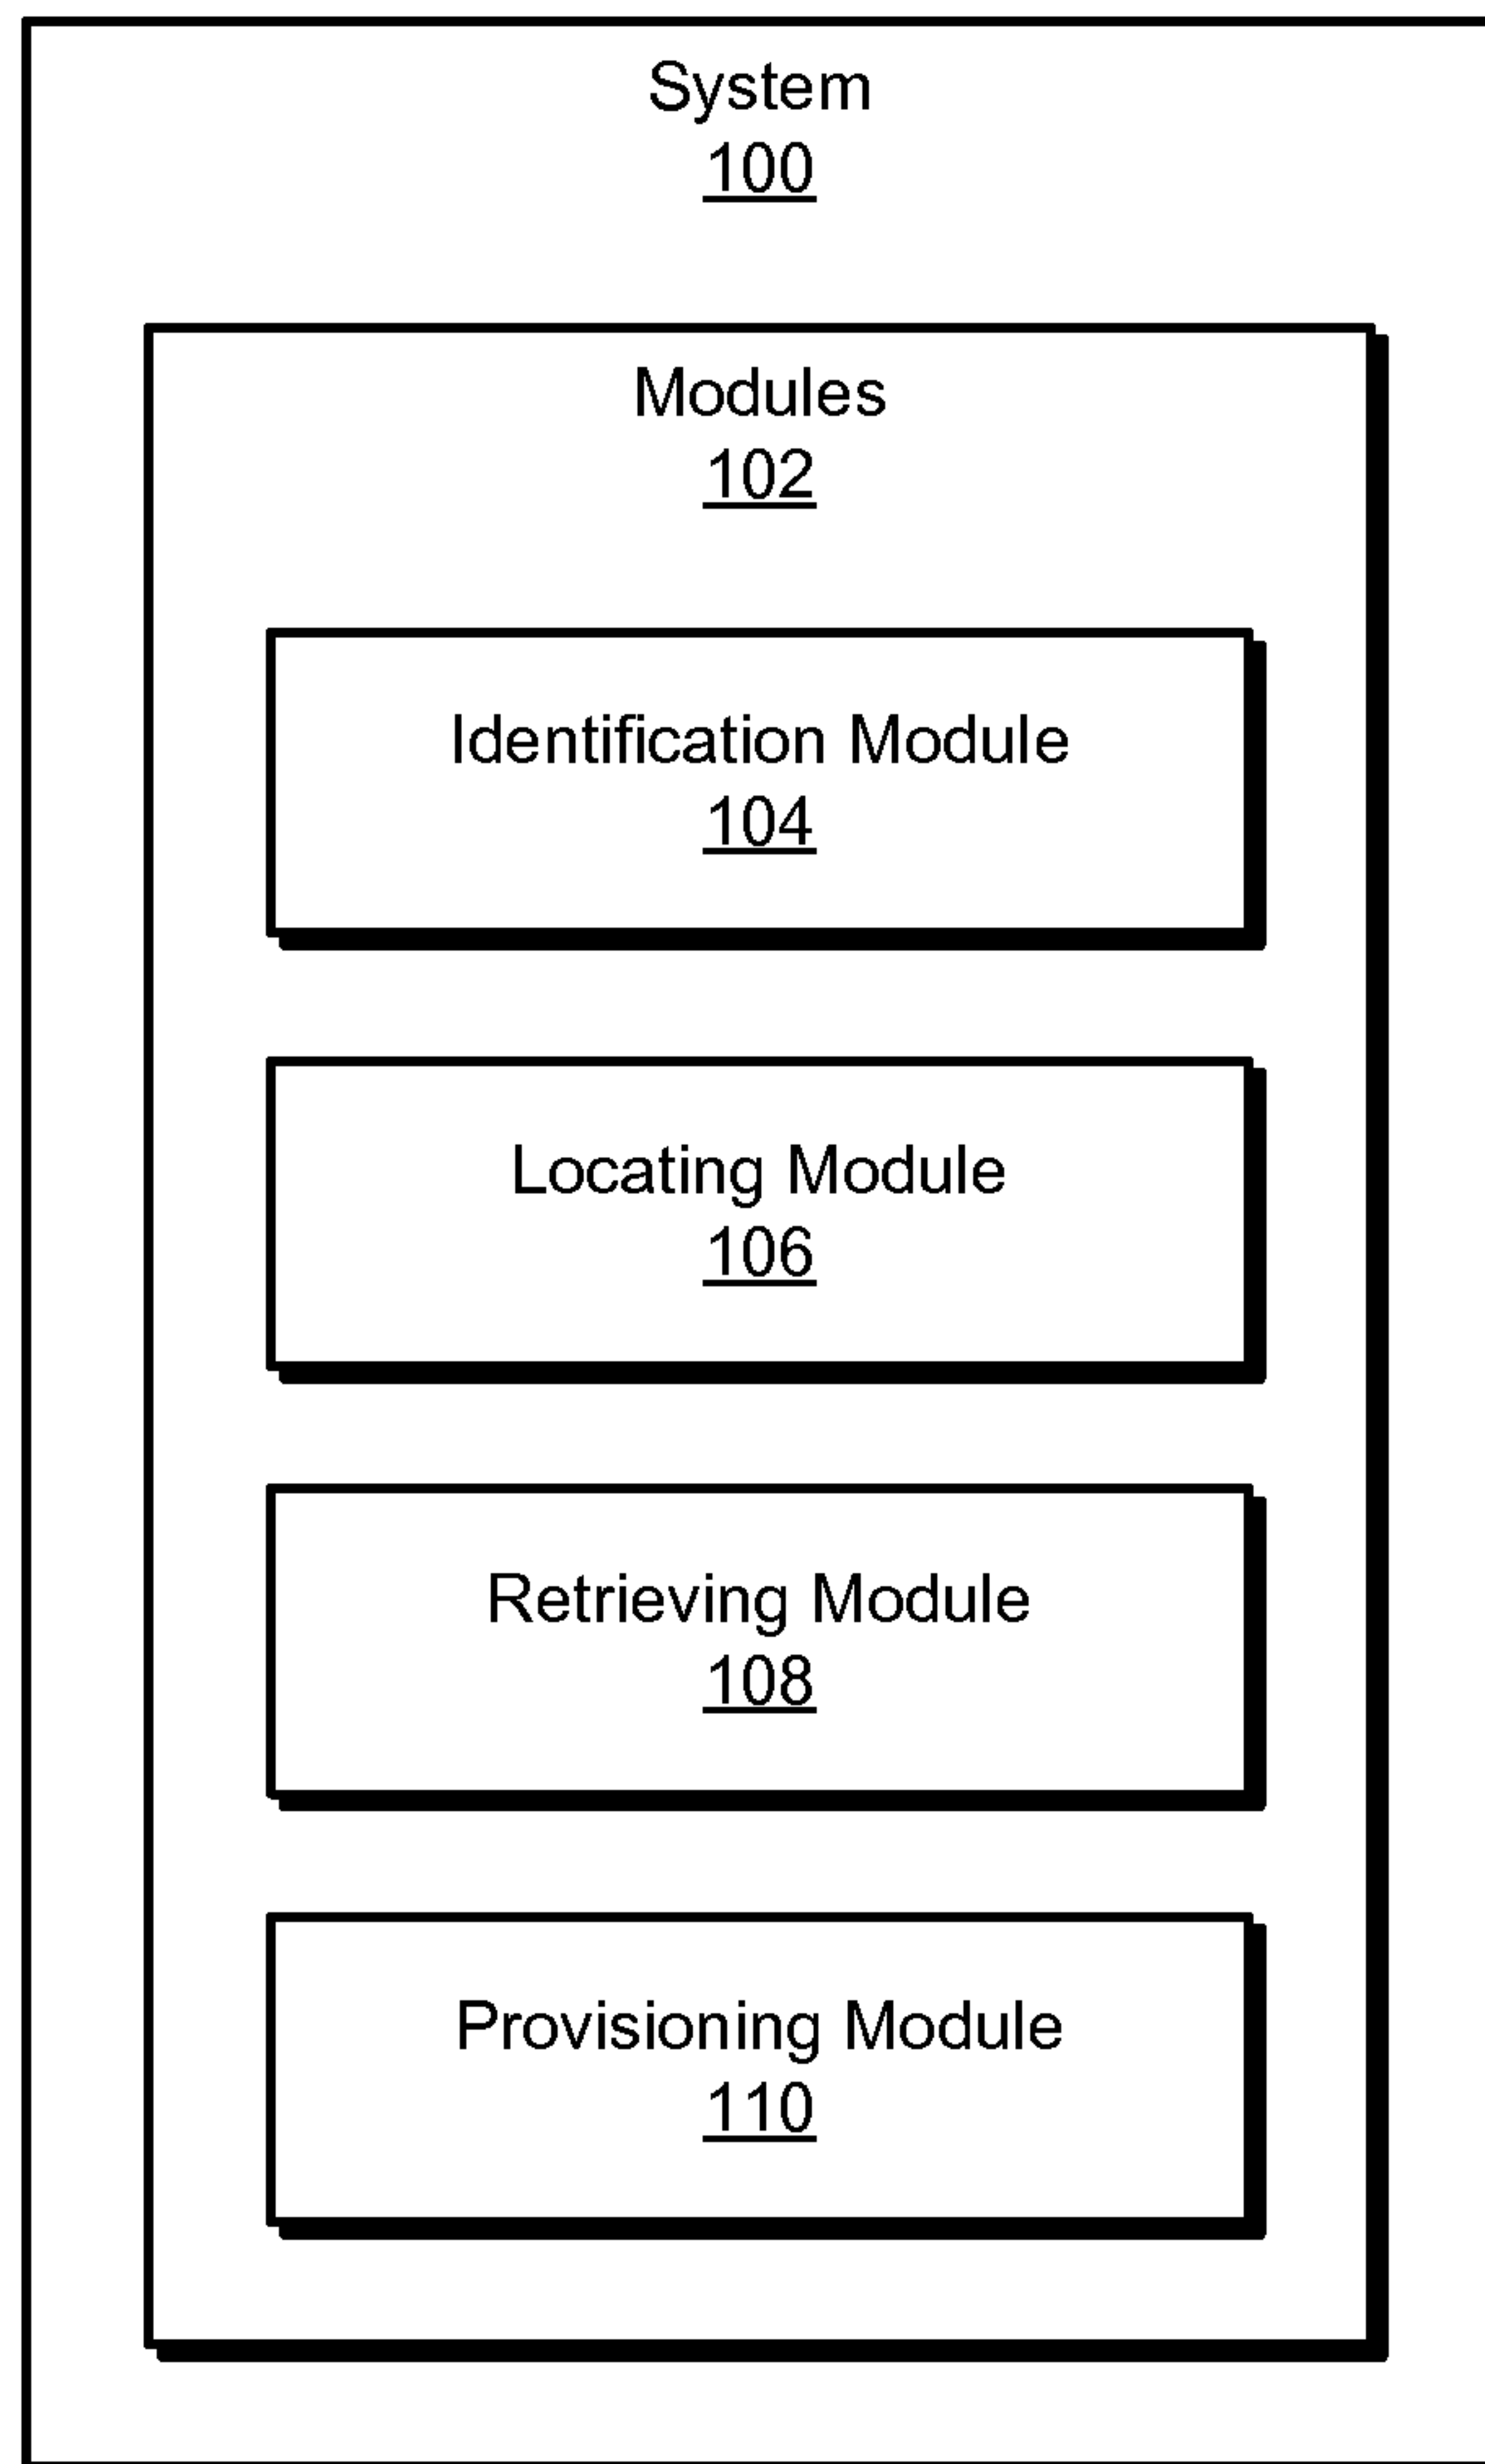 System
100
Modules
102
Identification Module
104
Locating Module
106
Retrieving Module
108
Provisioning Module
110